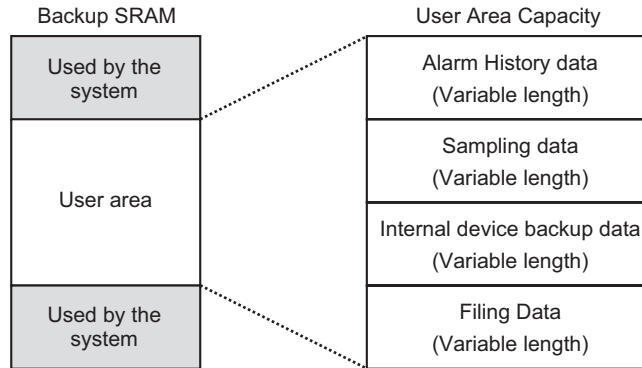 Backup SRAM
Used by the
system
User area
Used by the
system
User Area Capacity
Alarm History data
(Variable length)
Sampling data
(Variable length)
Internal device backup data
(Variable length)
Filing Data
(Variable length)